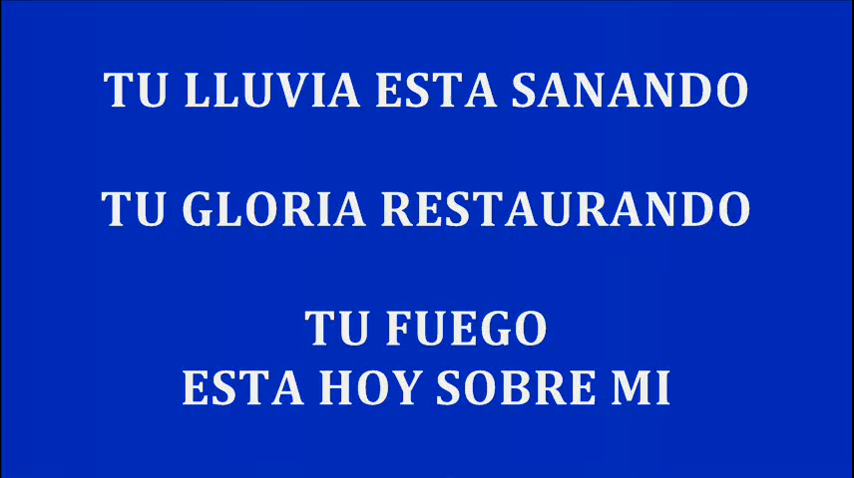 TU LLUVIA ESTA SANANDO
TU GLORIA RESTAURANDO
TU FUEGO
ESTA HOY SOBRE MI